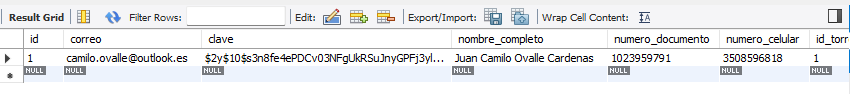 Result Grid Filter Rows: Edit: Export/Import: Wrap Cell Content: IA
id correo clave nombre_completo numero_documento numero_celular id_torr
1 camilo.ovalle@outlook.es $2y$10$s3n8fe4ePDCv03NFgUkRSuJnyGPFj3yl... Juan Camilo Ovalle Cardenas 1023959791 3508596818 1
NULL NULL NULL NULL NULL NULL NULL